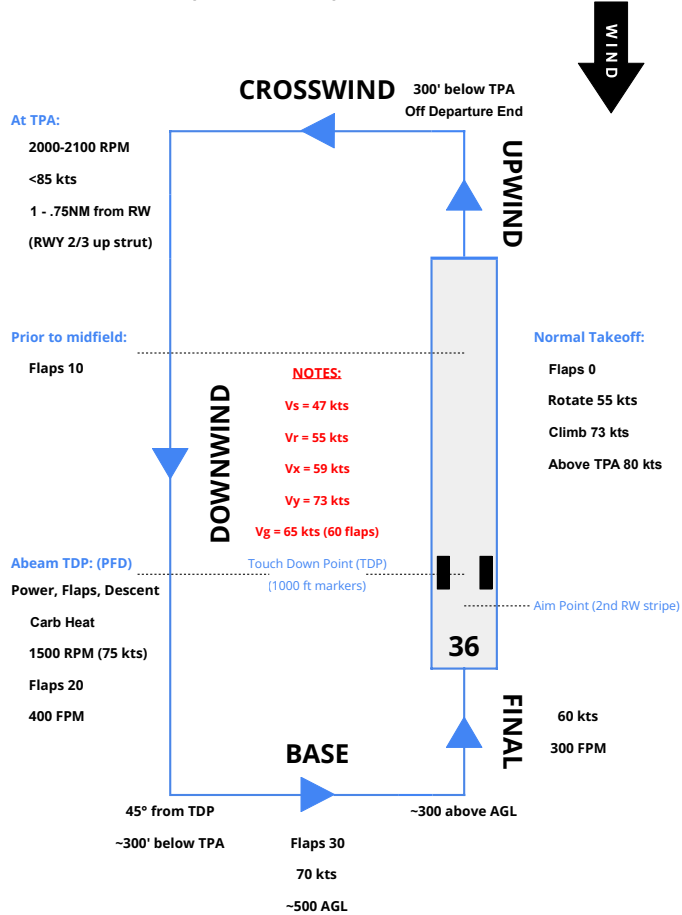 WIND
CROSSWIND
300' below TPA
Off Departure End
At TPA:
2000-2100 RPM
<85 kts
1 - .75NM from RW
(RWY 2/3 up strut)
UPWIND
Prior to midfield:
Flaps 10
Normal Takeoff:
Flaps 0
Rotate 55 kts
Climb 73 kts
Above TPA 80 kts
NOTES:
Vs = 47 kts
Vr = 55 kts
Vx = 59 kts
Vy = 73 kts
Vg = 65 kts (60 flaps)
DOWNWIND
Abeam TDP: (PFD)
Power, Flaps, Descent
Carb Heat
1500 RPM (75 kts)
Flaps 20
400 FPM
Touch Down Point (TDP)
(1000 ft markers)
Aim Point (2nd RW stripe)
36
FINAL
60 kts
300 FPM
BASE
45° from TDP
~300' below TPA
Flaps 30
70 kts
~500 AGL
~300 above AGL